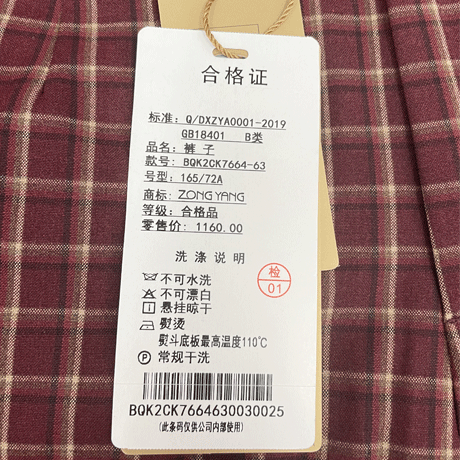 合格证
标准: Q/DXZYA0001-2019
GB18401 B类
品名: 裤 子
款号: BQK2CK7664-63
号型: 165/72A
商标: ZONG YANG
等级: 合格品
零售价: 1160.00
洗 涤 说 明
检
01
不可水洗
不可漂白
悬挂晾干
熨烫
熨斗底板最高温度110℃
P 常规干洗
BQK2CK7664630030025
(此条码仅供公司内部使用)